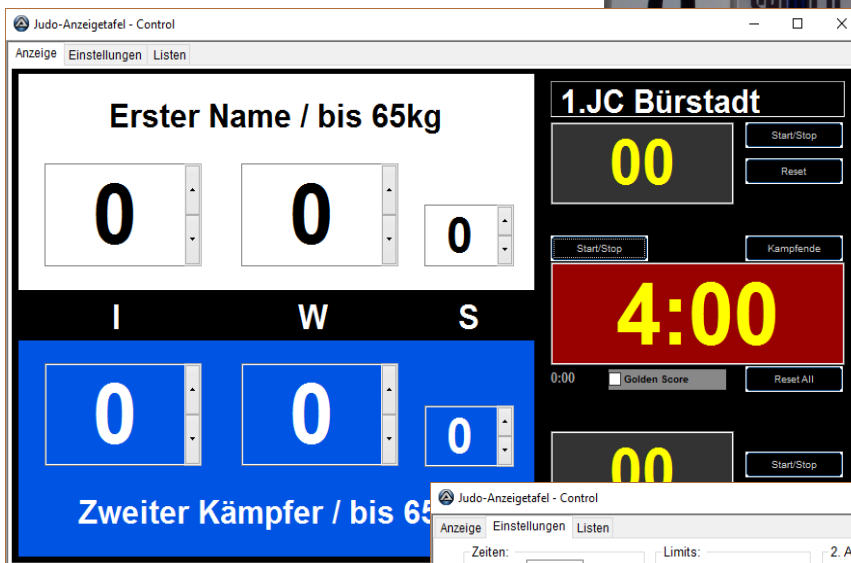 Judo-Anzeigetafel - Control
Anzeige Einstellungen Listen
Erster Name / bis 65kg
0 0 0
I W S
0 0 0
Zweiter Kämpfer / bis 65
1.JC Bürstadt
00
Start/Stop
Reset
Start/Stop Kampfende
4:00
0:00 Golden Score Reset All
00
Start/Stop
Judo-Anzeigetafel - Control
Anzeige Einstellungen Listen
Zeiten: Limits: 2. A